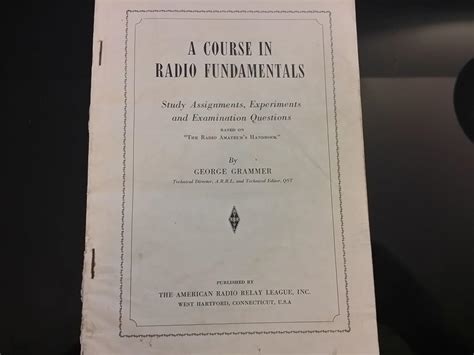 A COURSE IN
RADIO FUNDAMENTALS
Study Assignments, Experiments
and Examination Questions
BASED ON
"THE RADIO AMATEUR'S HANDBOOK"
By
GEORGE GRAMMER
Technical Director, A.R.R.L. and Technical Editor, QST
PUBLISHED BY
THE AMERICAN RADIO RELAY LEAGUE, INC.
WEST HARTFORD, CONNECTICUT, U.S.A